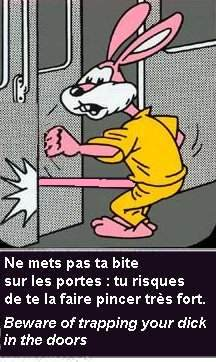 Ne mets pas ta bite
sur les portes : tu risques
de te la faire pincer très fort.
Beware of trapping your dick
in the doors